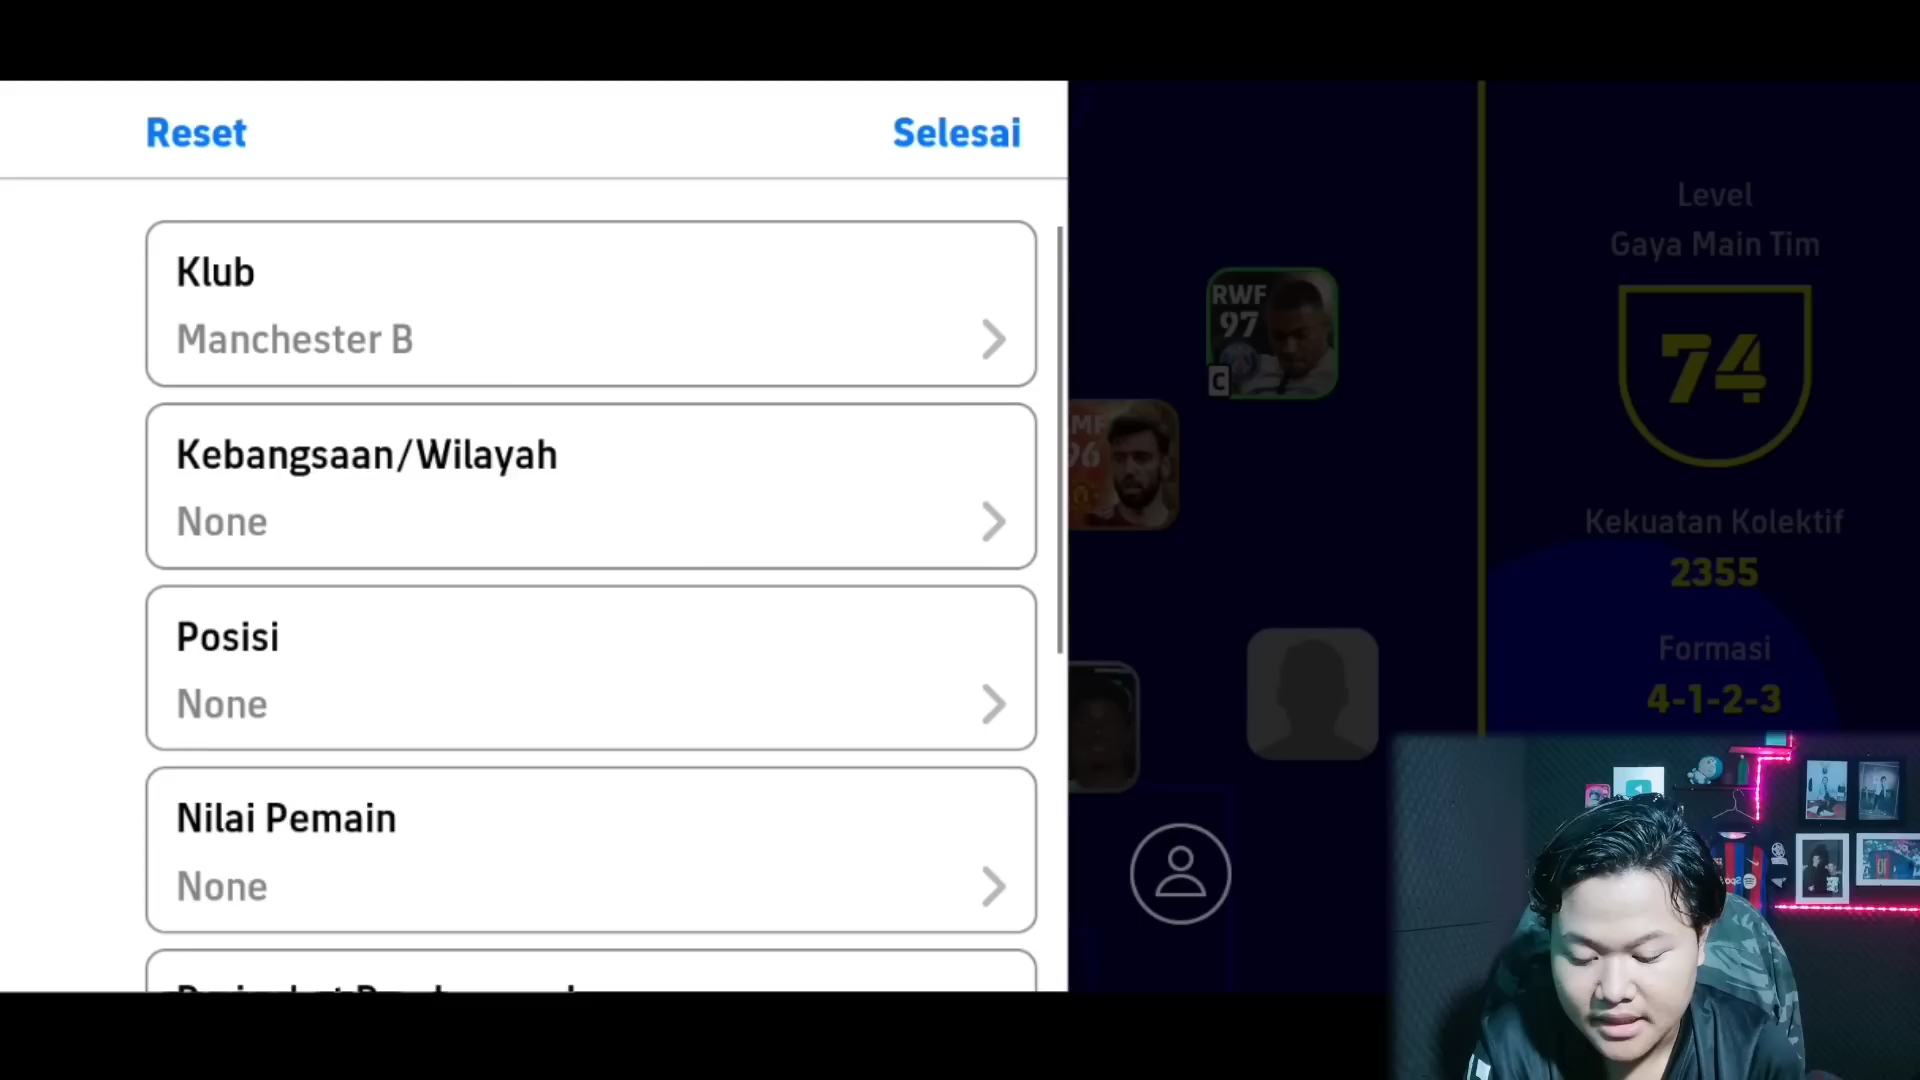 Reset
Selesai
Klub
Manchester B
Kebangsaan/Wilayah
None
Posisi
None
Nilai Pemain
None
RWF
97
C
96
Level
Gaya Main Tim
74
Kekuatan Kolektif
2355
Formasi
4-1-2-3